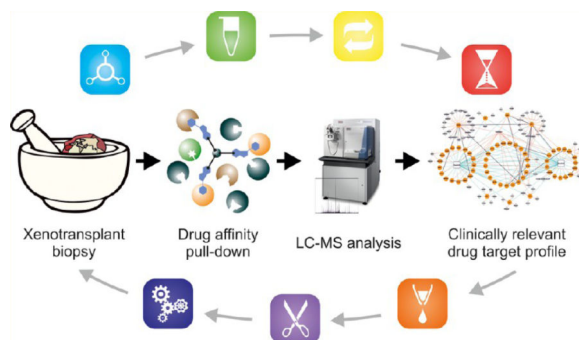 Xenotransplant
biopsy
Drug affinity
pull-down
LC-MS analysis
Clinically relevant
drug target profile